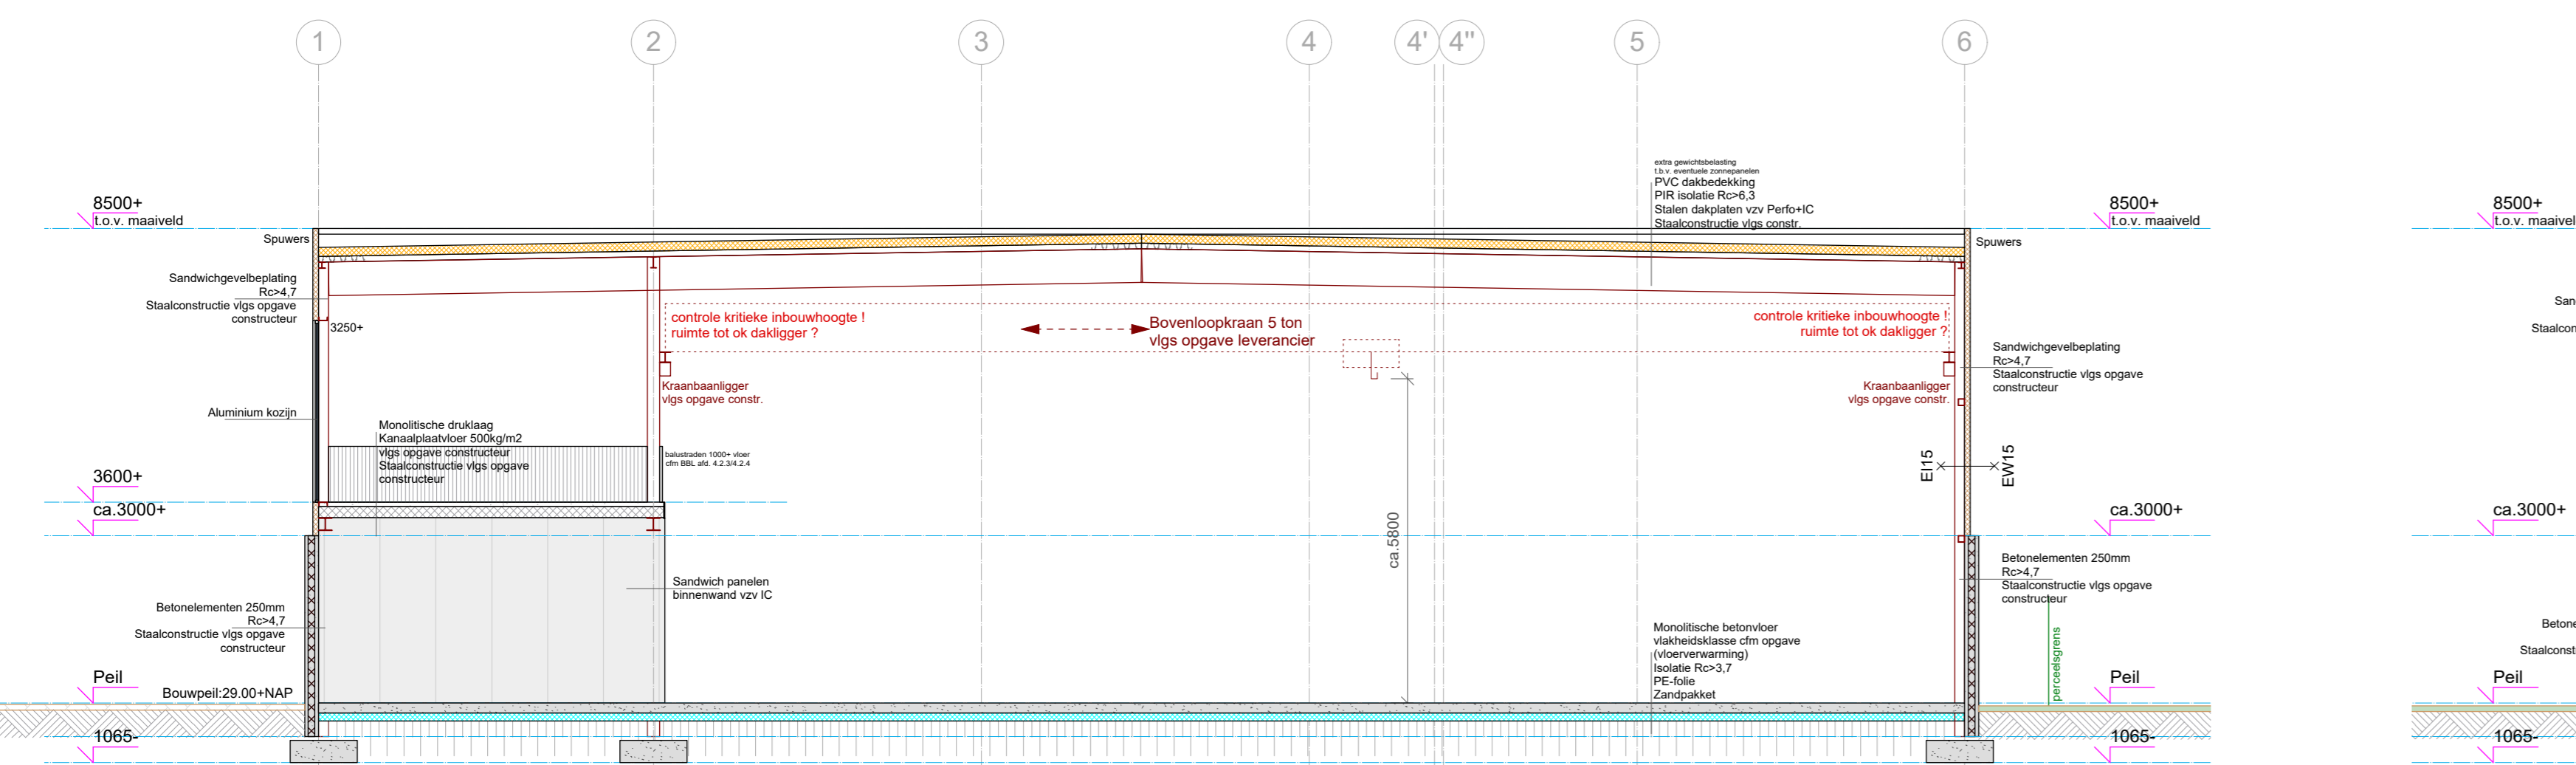 1
2
3
4
4'
4"
5
6
8500+
t.o.v. maaiveld
Spuwers
Sandwichgevelbeplating
Rc>4,7
Staalconstructie vlgs opgave
constructeur
3250+
Aluminium kozijn
3600+
ca.3000+
Betonelementen 250mm
Rc>4,7
Staalconstructie vlgs opgave
constructeur
Peil
Bouwpeil:29.00+NAP
1065-
Monolitische druklaag
Kanaalplaatvloer 500kg/m2
vlgs opgave constructeur
Staalconstructie vlgs opgave
constructeur
balustraden 1000+ vloer
cfm BBL afd. 4.2.3/4.2.4
Sandwich panelen
binnenwand vzv IC
controle kritieke inbouwhoogte !
ruimte tot ok dakligger ?
Kraanbaanligger
vlgs opgave constr.
Bovenloopkraan 5 ton
vlgs opgave leverancier
ca.5800
extra gewichtsbelasting
t.b.v. eventuele zonnepanelen
PVC dakbedekking
PIR isolatie Rc>6,3
Stalen dakplaten vzv Perfo+IC
Staalconstructie vlgs constr.
controle kritieke inbouwhoogte !
ruimte tot ok dakligger ?
Kraanbaanligger
vlgs opgave constr.
Monolitische betonvloer
vlakheidsklasse cfm opgave
(vloerverwarming)
Isolatie Rc>3,7
PE-folie
Zandpakket
EI15
EW15
8500+
t.o.v. maaiveld
Spuwers
Sandwichgevelbeplating
Rc>4,7
Staalconstructie vlgs opgave
constructeur
ca.3000+
Betonelementen 250mm
Rc>4,7
Staalconstructie vlgs opgave
constructeur
perceelsgrens
Peil
1065-
8500+
t.o.v. maaivel
San
Staalcon
ca.3000+
Betone
Staalconst
Peil
1065-